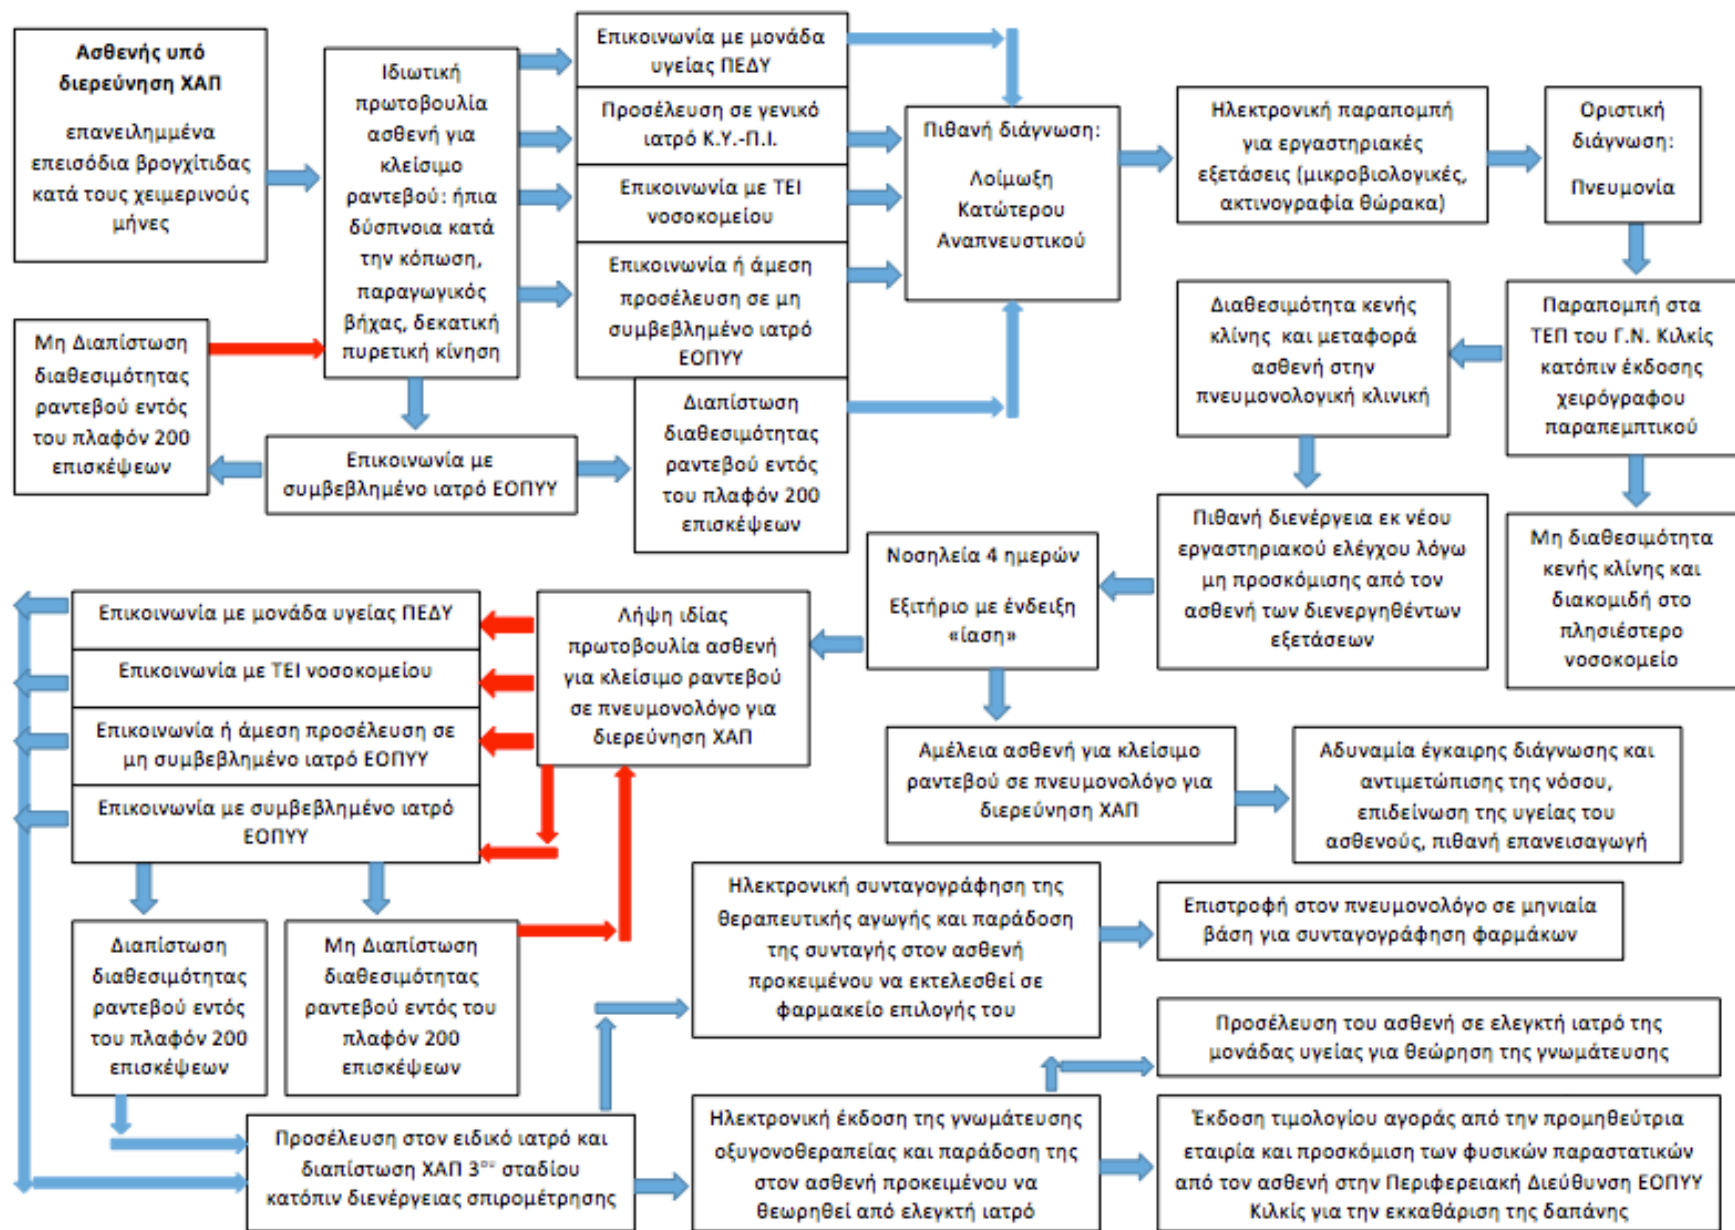 Ασθενής υπό
διερεύνηση ΧΑΠ
επανειλημμένα
επεισόδια βρογχίτιδας
κατά τους χειμερινούς
μήνες
Ιδιωτική
πρωτοβουλία
ασθενή για
κλείσιμο
ραντεβού: ήπια
δύσπνοια κατά
την κόπωση,
παραγωγικός
βήχας, δεκατική
πυρετική κίνηση
Επικοινωνία με μονάδα
υγείας ΠΕΔΥ
Προσέλευση σε γενικό
ιατρό Κ.Υ.-Π.Ι.
Επικοινωνία με ΤΕΙ
νοσοκομείου
Επικοινωνία ή άμεση
προσέλευση σε μη
συμβεβλημένο ιατρό
ΕΟΠΥΥ
Πιθανή διάγνωση:
Λοίμωξη
Κατώτερου
Αναπνευστικού
Ηλεκτρονική παραπομπή
για εργαστηριακές
εξετάσεις (μικροβιολογικές,
ακτινογραφία θώρακα)
Οριστική
διάγνωση:
Πνευμονία
Μη Διαπίστωση
διαθεσιμότητας
ραντεβού εντός
του πλαφόν 200
επισκέψεων
Επικοινωνία με
συμβεβλημένο ιατρό ΕΟΠΥΥ
Διαπίστωση
διαθεσιμότητας
ραντεβού εντός
του πλαφόν 200
επισκέψεων
Διαθεσιμότητα κενής
κλίνης και μεταφορά
ασθενή στην
πνευμονολογική κλινική
Παραπομπή στα
ΤΕΠ του Γ.Ν. Κιλκίς
κατόπιν έκδοσης
χειρόγραφου
παραπεμπτικού
Πιθανή διενέργεια εκ νέου
εργαστηριακού ελέγχου λόγω
μη προσκόμισης από τον
ασθενή των διενεργηθέντων
εξετάσεων
Μη διαθεσιμότητα
κενής κλίνης και
διακομιδή στο
πλησιέστερο
νοσοκομείο
Νοσηλεία 4 ημερών
Εξιτήριο με ένδειξη
«ίαση»
Λήψη ιδίας
πρωτοβουλία ασθενή
για κλείσιμο ραντεβού
σε πνευμονολόγο για
διερεύνηση ΧΑΠ
Επικοινωνία με μονάδα υγείας ΠΕΔΥ
Επικοινωνία με ΤΕΙ νοσοκομείου
Επικοινωνία ή άμεση προσέλευση σε
μη συμβεβλημένο ιατρό ΕΟΠΥΥ
Επικοινωνία με συμβεβλημένο ιατρό
ΕΟΠΥΥ
Αμέλεια ασθενή για κλείσιμο
ραντεβού σε πνευμονολόγο για
διερεύνηση ΧΑΠ
Αδυναμία έγκαιρης διάγνωσης και
αντιμετώπισης της νόσου,
επιδείνωση της υγείας του
ασθενούς, πιθανή επανεισαγωγή
Διαπίστωση
διαθεσιμότητας
ραντεβού εντός
του πλαφόν 200
επισκέψεων
Μη Διαπίστωση
διαθεσιμότητας
ραντεβού εντός του
πλαφόν 200
επισκέψεων
Ηλεκτρονική συνταγογράφηση της
θεραπευτικής αγωγής και παράδοση
της συνταγής στον ασθενή
προκειμένου να εκτελεσθεί σε
φαρμακείο επιλογής του
Επιστροφή στον πνευμονολόγο σε μηνιαία
βάση για συνταγογράφηση φαρμάκων
Προσέλευση του ασθενή σε ελεγκτή ιατρό της
μονάδας υγείας για θεώρηση της γνωμάτευσης
Προσέλευση στον ειδικό ιατρό και
διαπίστωση ΧΑΠ 3ου σταδίου
κατόπιν διενέργειας σπιρομέτρησης
Ηλεκτρονική έκδοση της γνωμάτευσης
οξυγονοθεραπείας και παράδοση της
στον ασθενή προκειμένου να
θεωρηθεί από ελεγκτή ιατρό
Έκδοση τιμολογίου αγοράς από την προμηθεύτρια
εταιρία και προσκόμιση των φυσικών παραστατικών
από τον ασθενή στην Περιφερειακή Διεύθυνση ΕΟΠΥΥ
Κιλκίς για την εκκαθάριση της δαπάνης